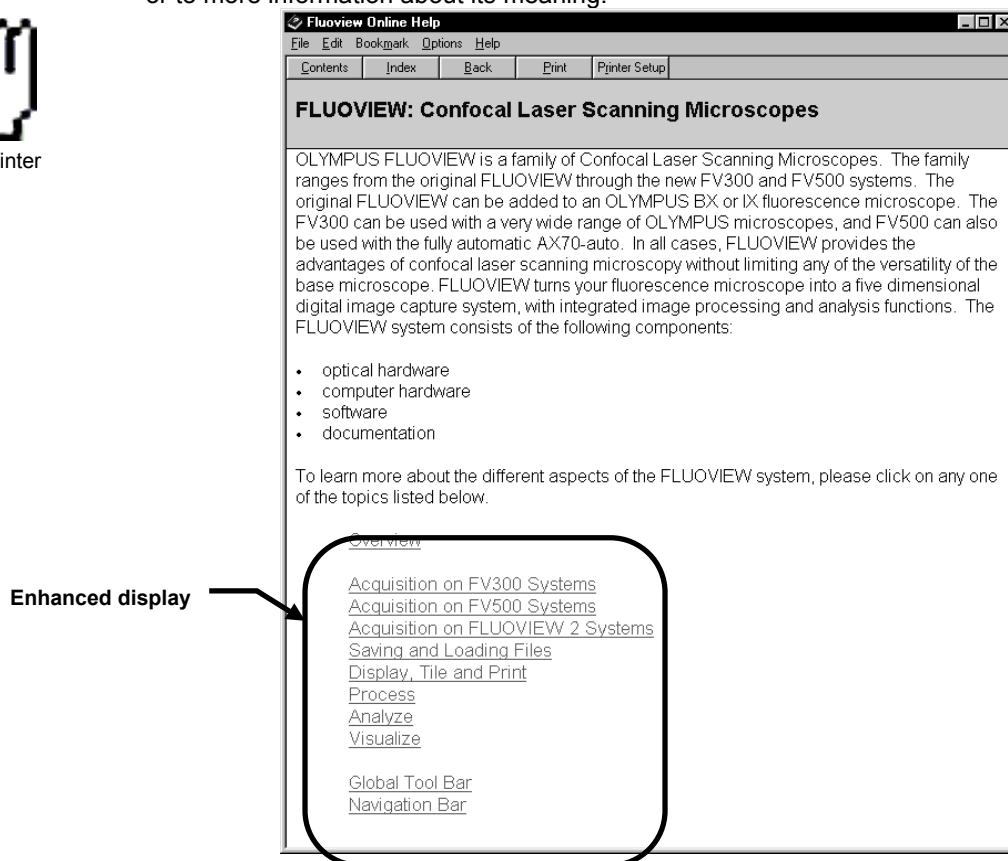 or to more information about its meaning.
Fluoview Online Help
File Edit Bookmark Options Help
Contents Index Back Print Printer Setup
FLUOVIEW: Confocal Laser Scanning Microscopes
inter
OLYMPUS FLUOVIEW is a family of Confocal Laser Scanning Microscopes. The family
ranges from the original FLUOVIEW through the new FV300 and FV500 systems. The
original FLUOVIEW can be added to an OLYMPUS BX or IX fluorescence microscope. The
FV300 can be used with a very wide range of OLYMPUS microscopes, and FV500 can also
be used with the fully automatic AX70-auto. In all cases, FLUOVIEW provides the
advantages of confocal laser scanning microscopy without limiting any of the versatility of the
base microscope. FLUOVIEW turns your fluorescence microscope into a five dimensional
digital image capture system, with integrated image processing and analysis functions. The
FLUOVIEW system consists of the following components:
• optical hardware
• computer hardware
• software
• documentation
To learn more about the different aspects of the FLUOVIEW system, please click on any one
of the topics listed below.
Overview
Acquisition on FV300 Systems
Acquisition on FV500 Systems
Enhanced display
Acquisition on FLUOVIEW 2 Systems
Saving and Loading Files
Display, Tile and Print
Process
Analyze
Visualize
Global Tool Bar
Navigation Bar